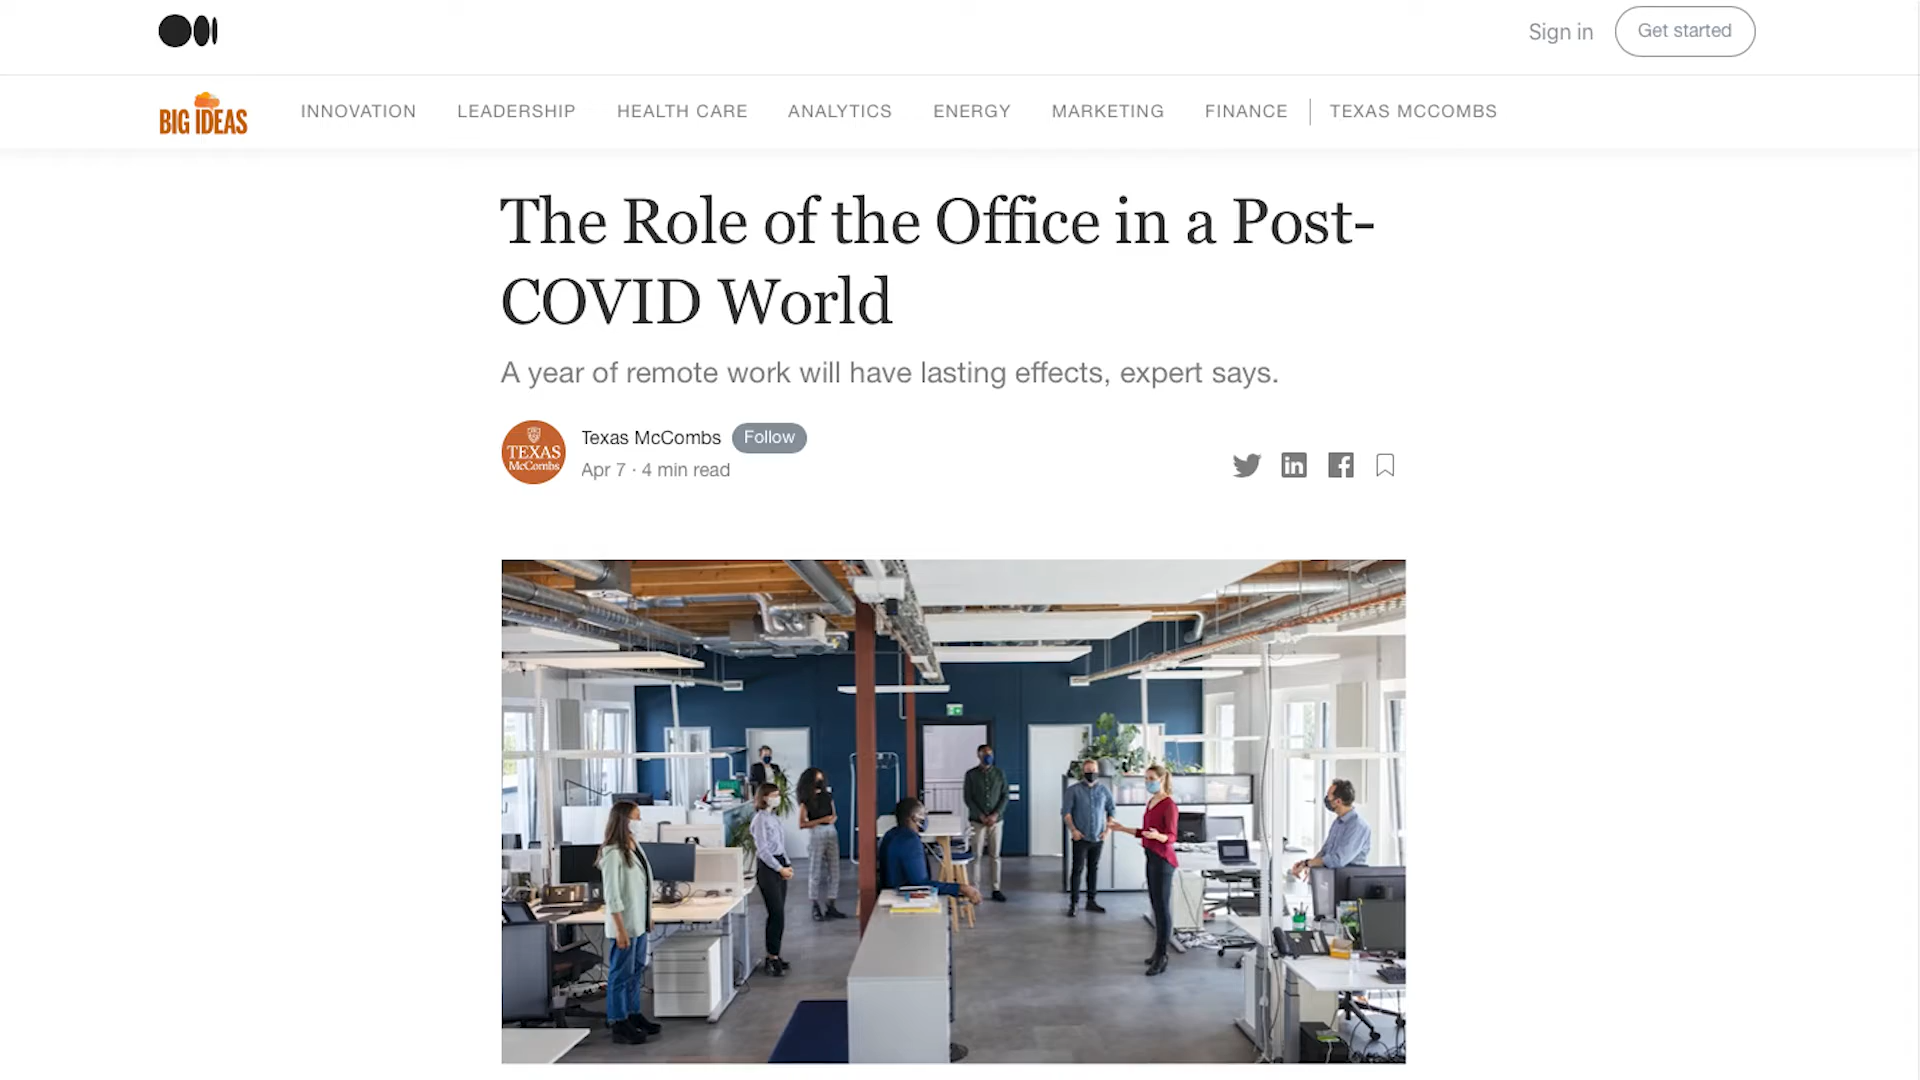 Sign in
Get started
BIG IDEAS
INNOVATION
LEADERSHIP
HEALTH CARE
ANALYTICS
ENERGY
MARKETING
FINANCE
TEXAS MCCOMBS
The Role of the Office in a Post-
COVID World
A year of remote work will have lasting effects, expert says.
TEXAS
McCombs
Texas McCombs
Follow
Apr 7 · 4 min read